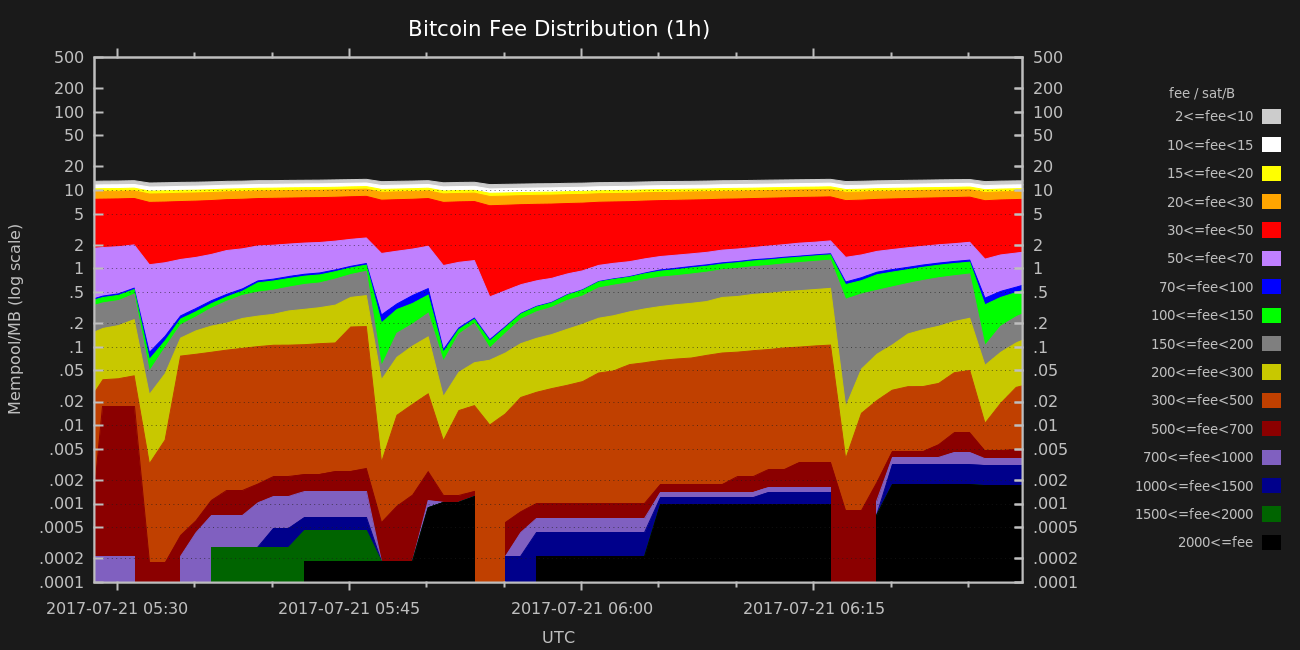 Bitcoin Fee Distribution (1h)
Mempool/MB (log scale)
500
200
100
50
20
10
5
2
1
.5
.2
.1
.05
.02
.01
.005
.002
.001
.0005
.0002
.0001
500
200
100
50
20
10
5
2
1
.5
.2
.1
.05
.02
.01
.005
.002
.001
.0005
.0002
.0001
fee / sat/B
2<=fee<10
10<=fee<15
15<=fee<20
20<=fee<30
30<=fee<50
50<=fee<70
70<=fee<100
100<=fee<150
150<=fee<200
200<=fee<300
300<=fee<500
500<=fee<700
700<=fee<1000
1000<=fee<1500
1500<=fee<2000
2000<=fee
2017-07-21 05:30 2017-07-21 05:45 2017-07-21 06:00 2017-07-21 06:15
UTC